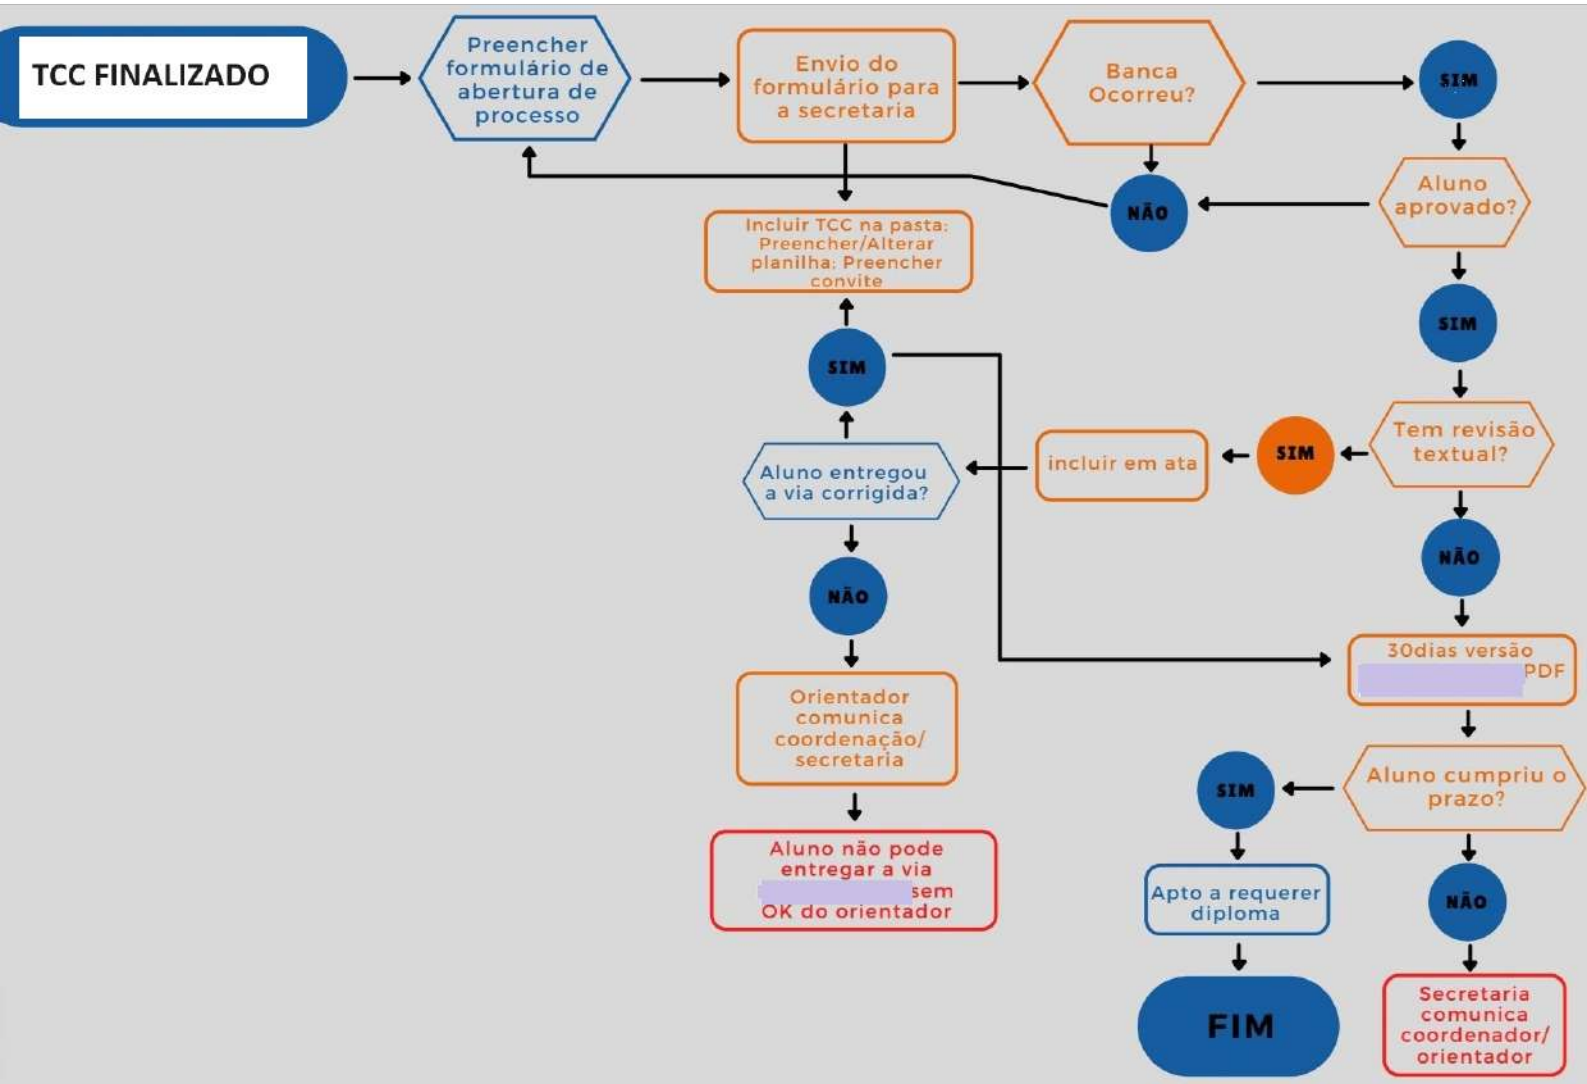 TCC FINALIZADO
Preencher
formulário de
abertura de
processo
Envio do
formulário para
a secretaria
Banca
Ocorreu?
SIM
Aluno
aprovado?
NÃO
Incluir TCC na pasta;
Preencher/Alterar
planilha; Preencher
convite
SIM
SIM
Tem revisão
textual?
SIM
incluir em ata
Aluno entregou
a via corrigida?
NÃO
NÃO
30dias versão
PDF
Orientador
comunica
coordenação/
secretaria
Aluno cumpriu o
prazo?
SIM
Aluno não pode
entregar a via
sem
OK do orientador
Apto a requerer
diploma
NÃO
FIM
Secretaria
comunica
coordenador/
orientador